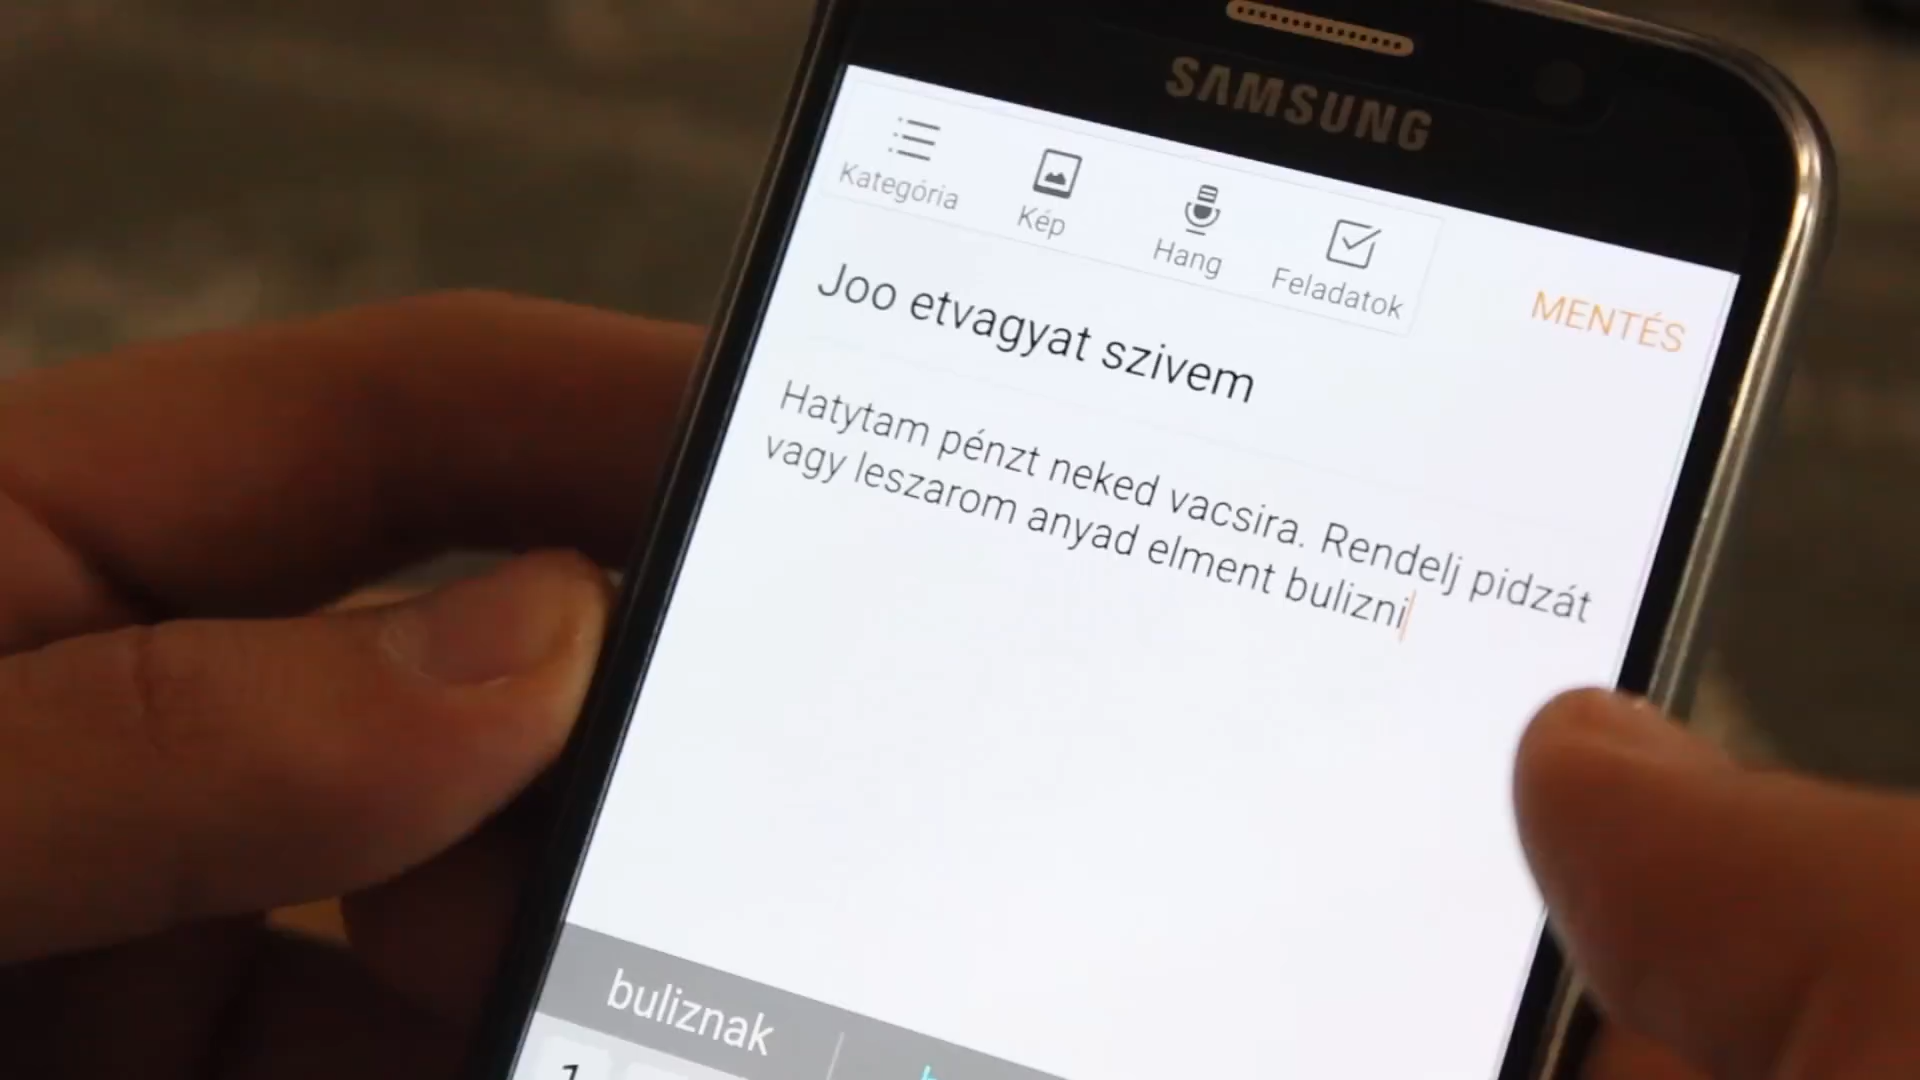 SAMSUNG
Kategória
Kép
Hang
Feladatok
MENTÉS
Joo etvagyat szivem
Hatytam pénzt neked vacsira. Rendelj pidzát
vagy leszarom anyad elment bulizni
buliznak
1